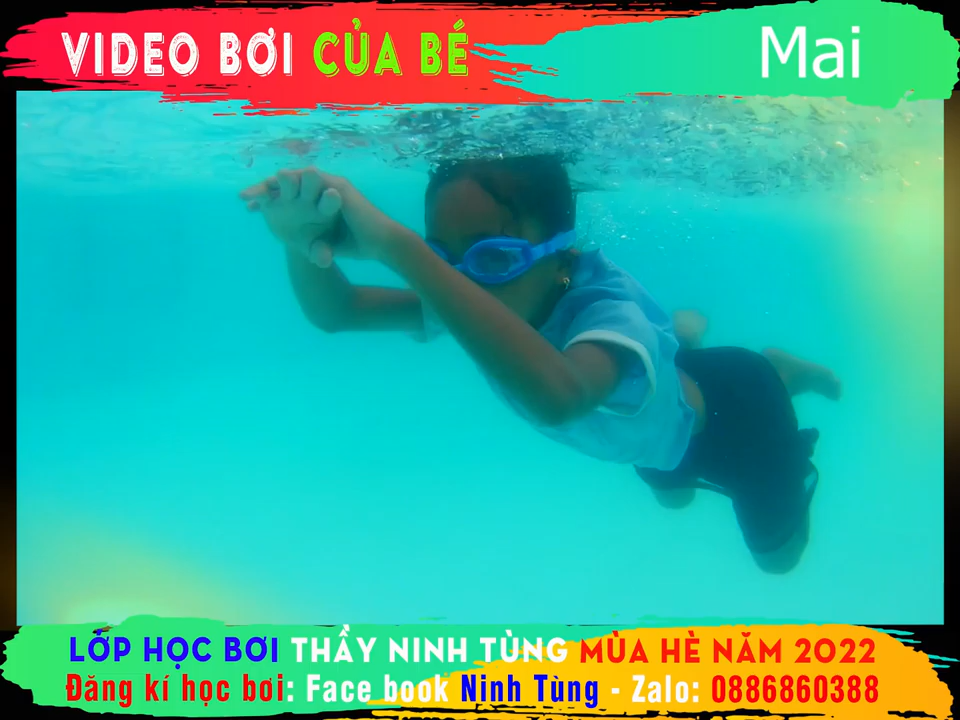 VIDEO BƠI CỦA BÉ
Mai
LỚP HỌC BƠI THẦY NINH TÙNG MÙA HÈ NĂM 2022
Đăng kí học bơi: Face book Ninh Tùng - Zalo: 0886860388